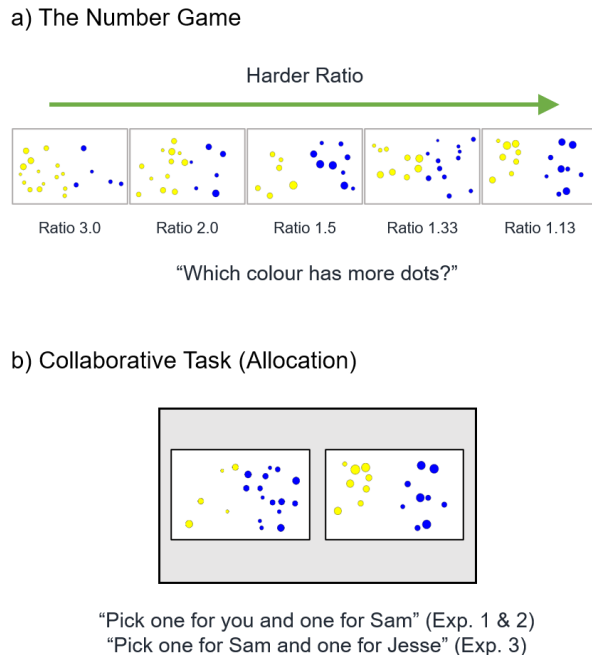 a) The Number Game
Harder Ratio
Ratio 3.0
Ratio 2.0
Ratio 1.5
Ratio 1.33
Ratio 1.13
“Which colour has more dots?”
b) Collaborative Task (Allocation)
“Pick one for you and one for Sam” (Exp. 1 & 2)
“Pick one for Sam and one for Jesse” (Exp. 3)